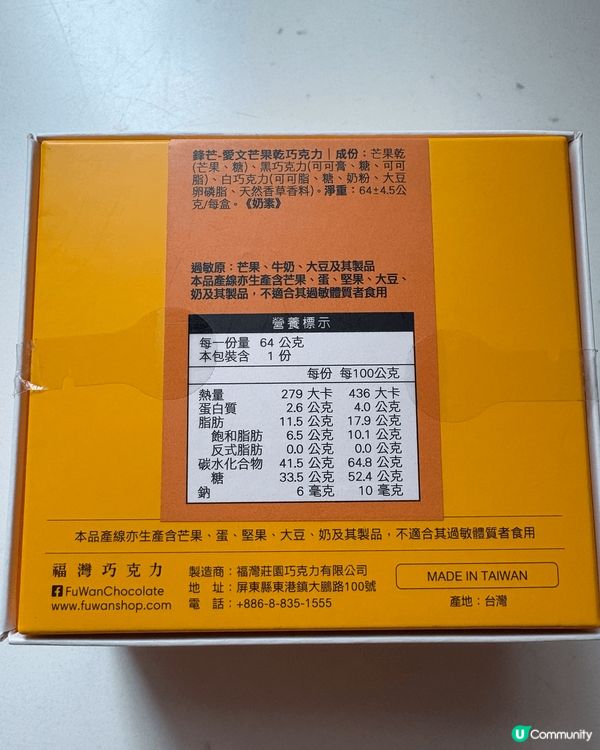 鋒芒-愛文芒果乾巧克力｜成份：芒果乾
(芒果、糖)、黑巧克力(可可膏、糖、可可
脂)、白巧克力(可可脂、糖、奶粉、大豆
卵磷脂、天然香草香料)。淨重：64±4.5公
克/每盒。《奶素》
過敏原：芒果、牛奶、大豆及其製品
本產品線亦生產含芒果、蛋、堅果、大豆、
奶及其製品，不適合其過敏體質者食用
營養標示
每一份量 64 公克
本包裝含 1 份
每份 每100公克
熱量 279 大卡 436 大卡
蛋白質 2.6 公克 4.0 公克
脂肪 11.5 公克 17.9 公克
飽和脂肪 6.5 公克 10.1 公克
反式脂肪 0.0 公克 0.0 公克
碳水化合物 41.5 公克 64.8 公克
糖 33.5 公克 52.4 公克
鈉 6 毫克 10 毫克
本品產線亦生產含芒果、蛋、堅果、大豆、奶及其製品，不適合其過敏體質者食用
福灣巧克力
FuWanChocolate
www.fuwanshop.com
製造商：福灣莊園巧克力有限公司
地 址：屏東縣東港鎮大鵬路100號
電 話：+886-8-835-1555
MADE IN TAIWAN
產地：台灣
U Community